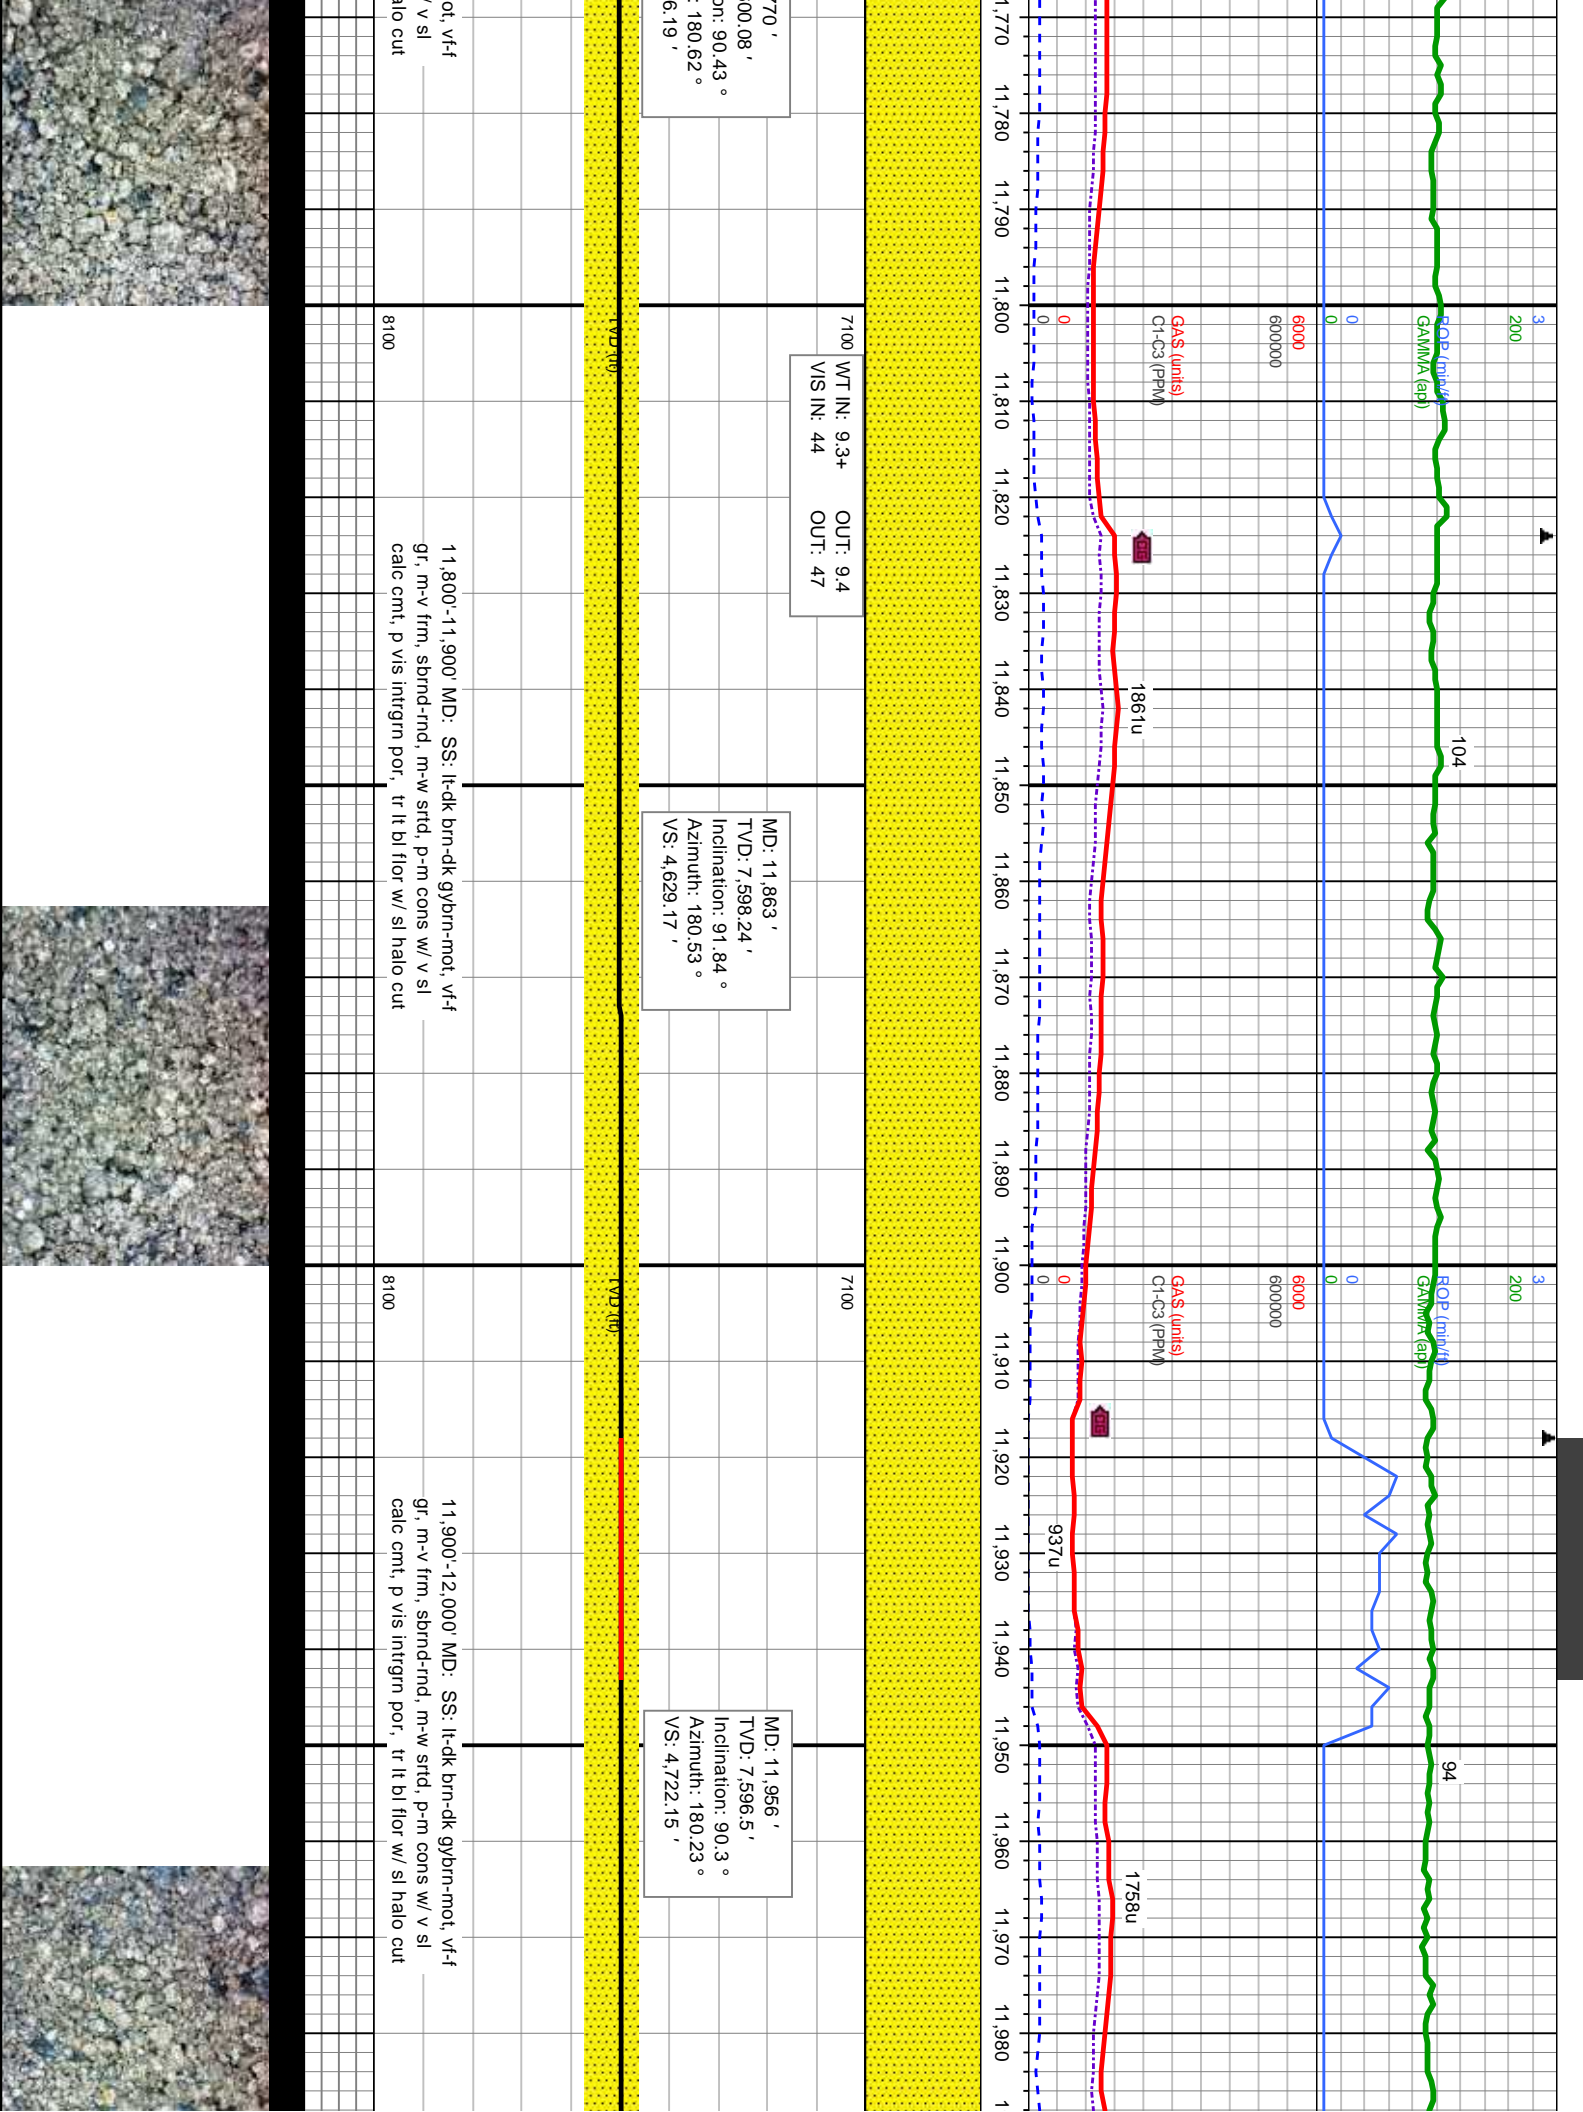 ROP (min/ft)
GAMMA (api)
3
200
0
0
GAS (units)
C1-C3 (PPM)
6000
600000
0
0
104
1861u
ROP (min/ft)
GAMMA (api)
3
200
0
0
GAS (units)
C1-C3 (PPM)
6000
600000
0
0
937u
94
1758u
11,780
11,790
11,800
11,810
11,820
11,830
11,840
11,850
11,860
11,870
11,880
11,890
11,900
11,910
11,920
11,930
11,940
11,950
11,960
11,970
11,980
: 180.62 °
7100
WT IN: 9.3+ OUT: 9.4
VIS IN: 44 OUT: 47
MD: 11,863 '
TVD: 7,598.24 '
Inclination: 91.84 °
Azimuth: 180.53 °
VS: 4,629.17 '
7100
MD: 11,956 '
TVD: 7,596.5 '
Inclination: 90.3 °
Azimuth: 180.23 °
VS: 4,722.15 '
TVD (ft)
TVD (ft)
vf-f
/ v sl
alo cut
8100
11,800'-11,900' MD: SS: lt-dk brn-dk gybrn-mot, vf-f
gr, m-v frm, sbrnd-rnd, m-w srtd, p-m cons w/ v sl
calc cmt, p vis intrgrn por, tr lt bl flor w/ sl halo cut
8100
11,900'-12,000' MD: SS: lt-dk brn-dk gybrn-mot, vf-f
gr, m-v frm, sbrnd-rnd, m-w srtd, p-m cons w/ v sl
calc cmt, p vis intrgrn por, tr lt bl flor w/ sl halo cut